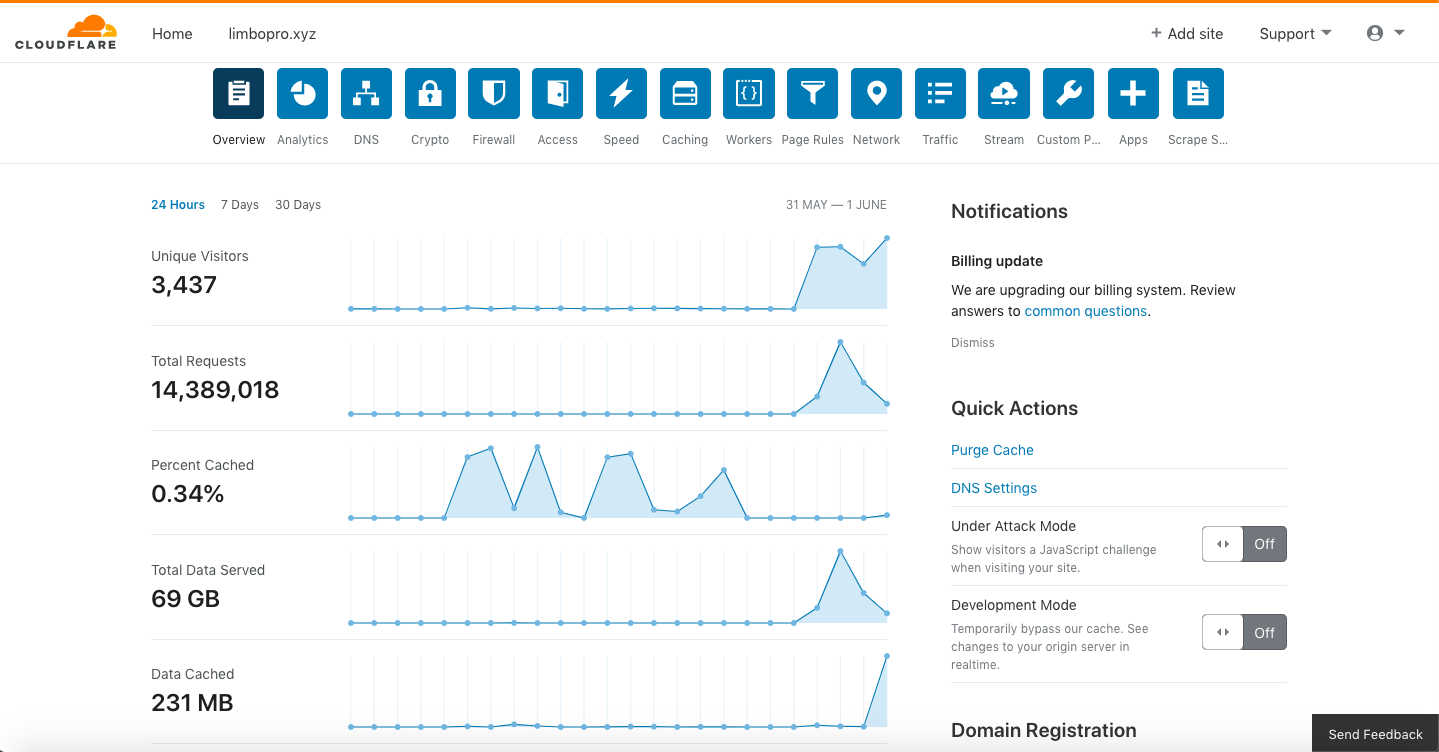 CLOUDFLARE
Home
limbopro.xyz
+ Add site
Support
Overview
Analytics
DNS
Crypto
Firewall
Access
Speed
Caching
Workers
Page Rules
Network
Traffic
Stream
Custom P...
Apps
Scrape S...
24 Hours
7 Days
30 Days
31 MAY — 1 JUNE
Unique Visitors
3,437
Total Requests
14,389,018
Percent Cached
0.34%
Total Data Served
69 GB
Data Cached
231 MB
Notifications
Billing update
We are upgrading our billing system. Review
answers to common questions.
Dismiss
Quick Actions
Purge Cache
DNS Settings
Under Attack Mode
Show visitors a JavaScript challenge
when visiting your site.
Off
Development Mode
Temporarily bypass our cache. See
changes to your origin server in
realtime.
Off
Domain Registration
Send Feedback